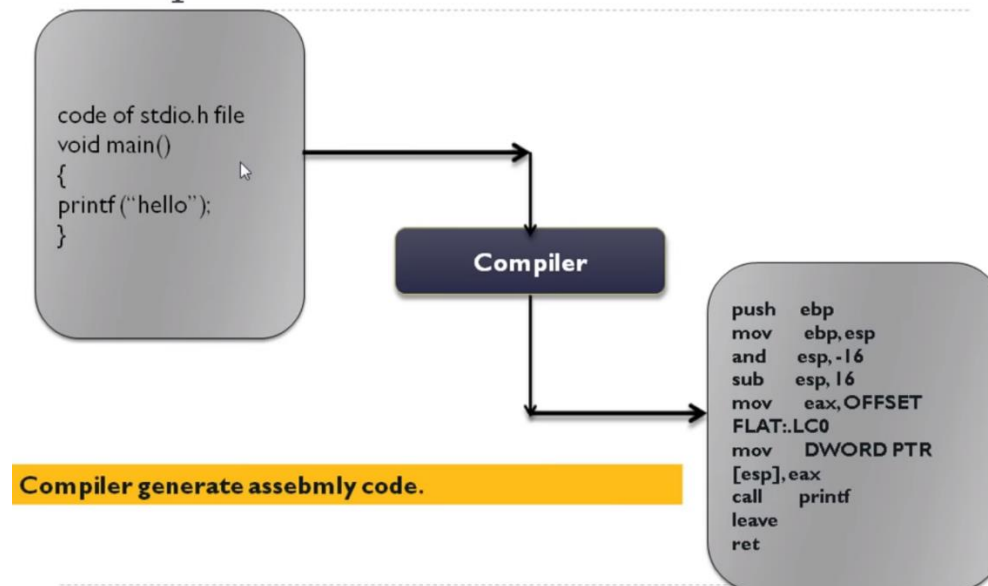 code of stdio.h file
void main()
{
printf (“hello”);
}
Compiler
push ebp
mov ebp, esp
and esp, -16
sub esp, 16
mov eax, OFFSET
FLAT:.LC0
mov DWORD PTR
[esp], eax
call printf
leave
ret
Compiler generate assebmly code.